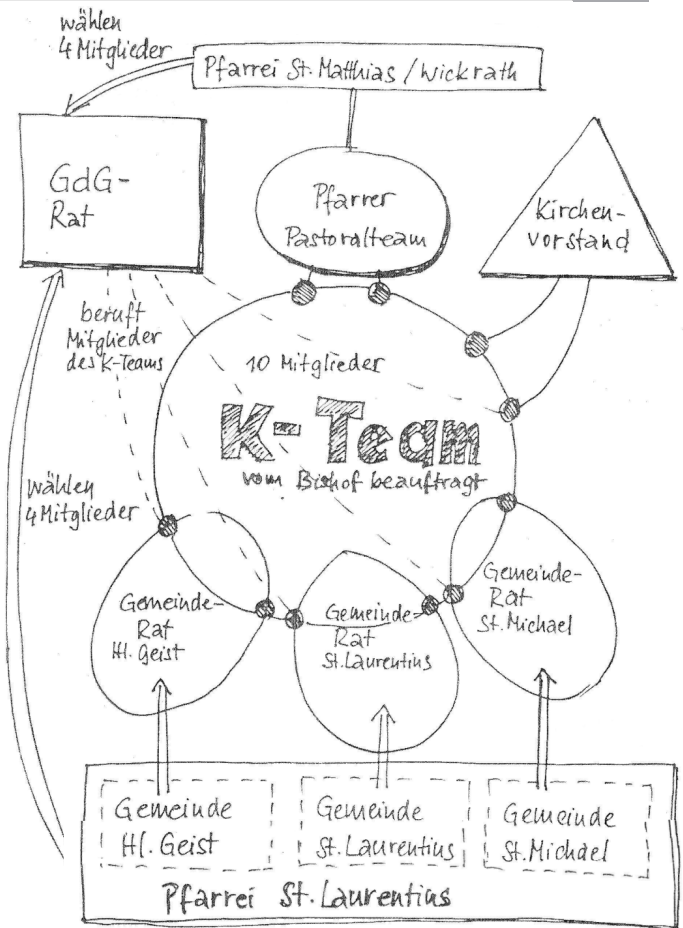 wählen
4 Mitglieder
Pfarrei St. Matthias / Wickrath
GdG-
Rat
Pfarrer
Pastoralteam
Kirchen-
vorstand
beruft
Mitglieder
des K-Teams
10 Mitglieder
K-Team
vom Bischof beauftragt
wählen
4 Mitglieder
Gemeinde-
Rat
Hl. Geist
Gemeinde-
Rat
St. Laurentius
Gemeinde-
Rat
St. Michael
Gemeinde
Hl. Geist
Gemeinde
St. Laurentius
Gemeinde
St. Michael
Pfarrei St. Laurentius